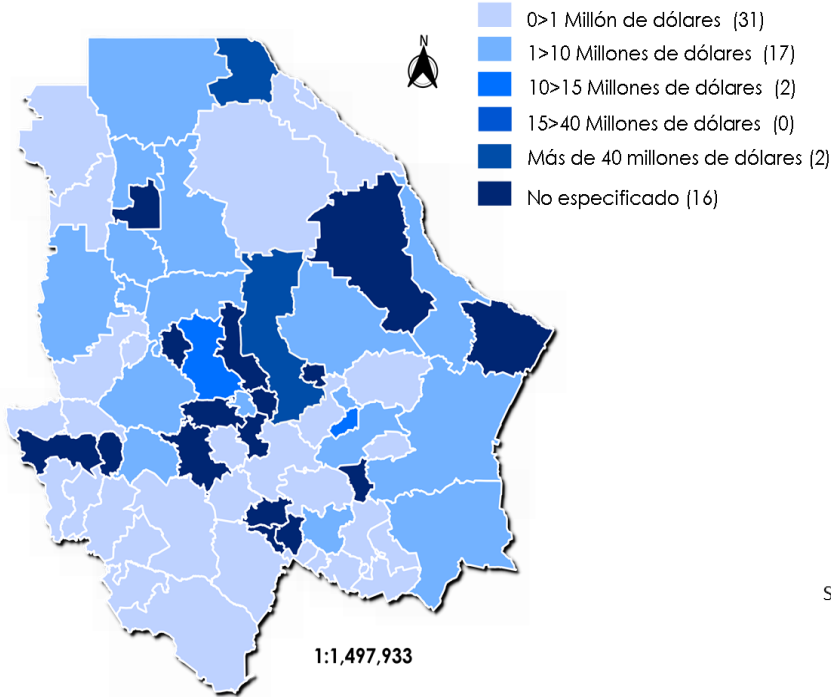 0>1 Millón de dólares (31)
1>10 Millones de dólares (17)
10>15 Millones de dólares (2)
15>40 Millones de dólares (0)
Más de 40 millones de dólares (2)
No especificado (16)
N
S
1:1,497,933